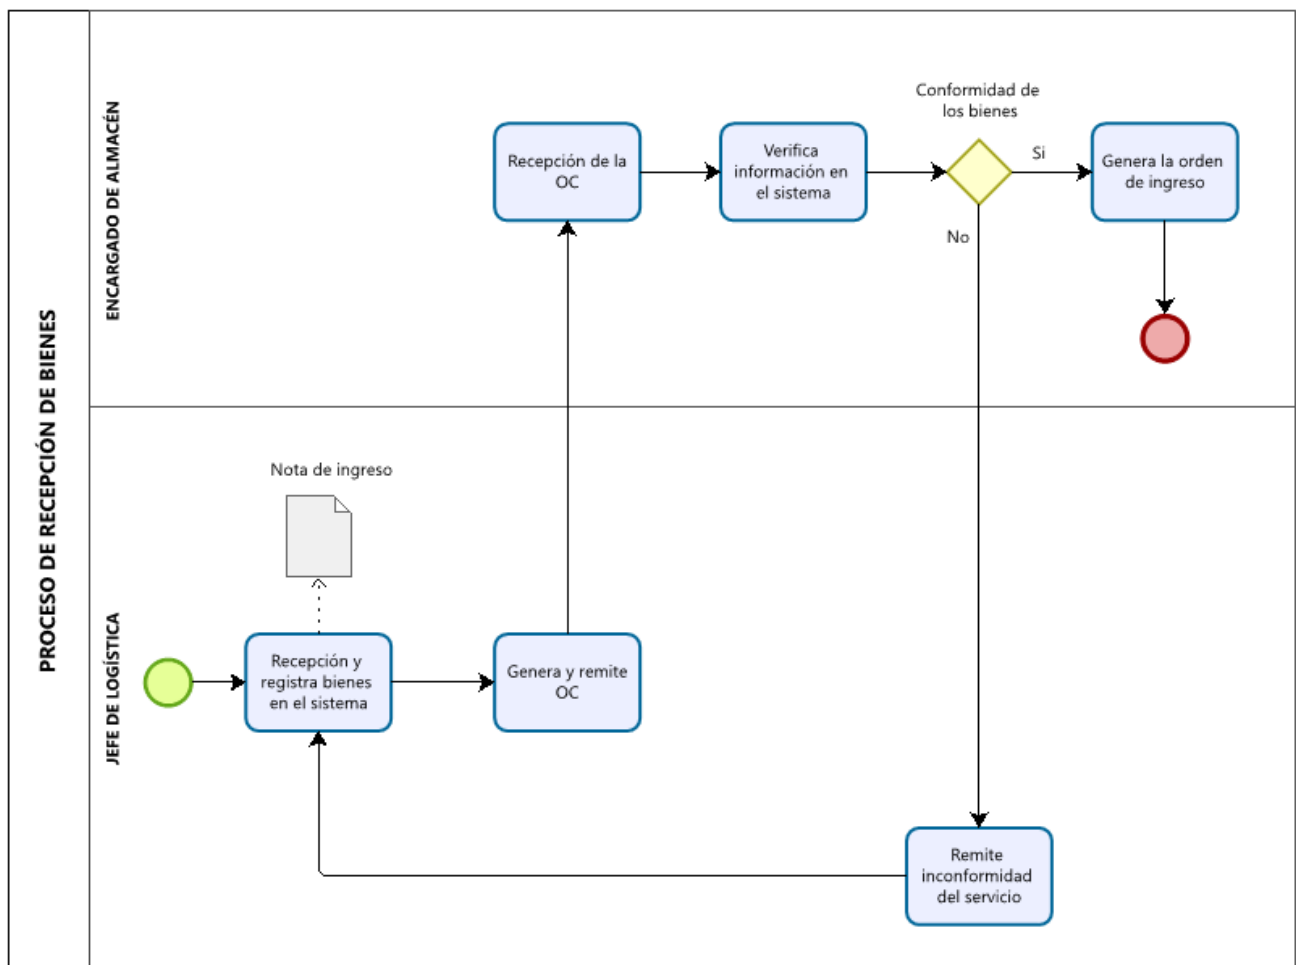 PROCESO DE RECEPCIÓN DE BIENES
ENCARGADO DE ALMACÉN
Recepción de la
OC
Verifica
información en
el sistema
Conformidad de
los bienes
Si
No
Genera la orden
de ingreso
JEFE DE LOGÍSTICA
Nota de ingreso
Recepción y
registra bienes
en el sistema
Genera y remite
OC
Remite
inconformidad
del servicio